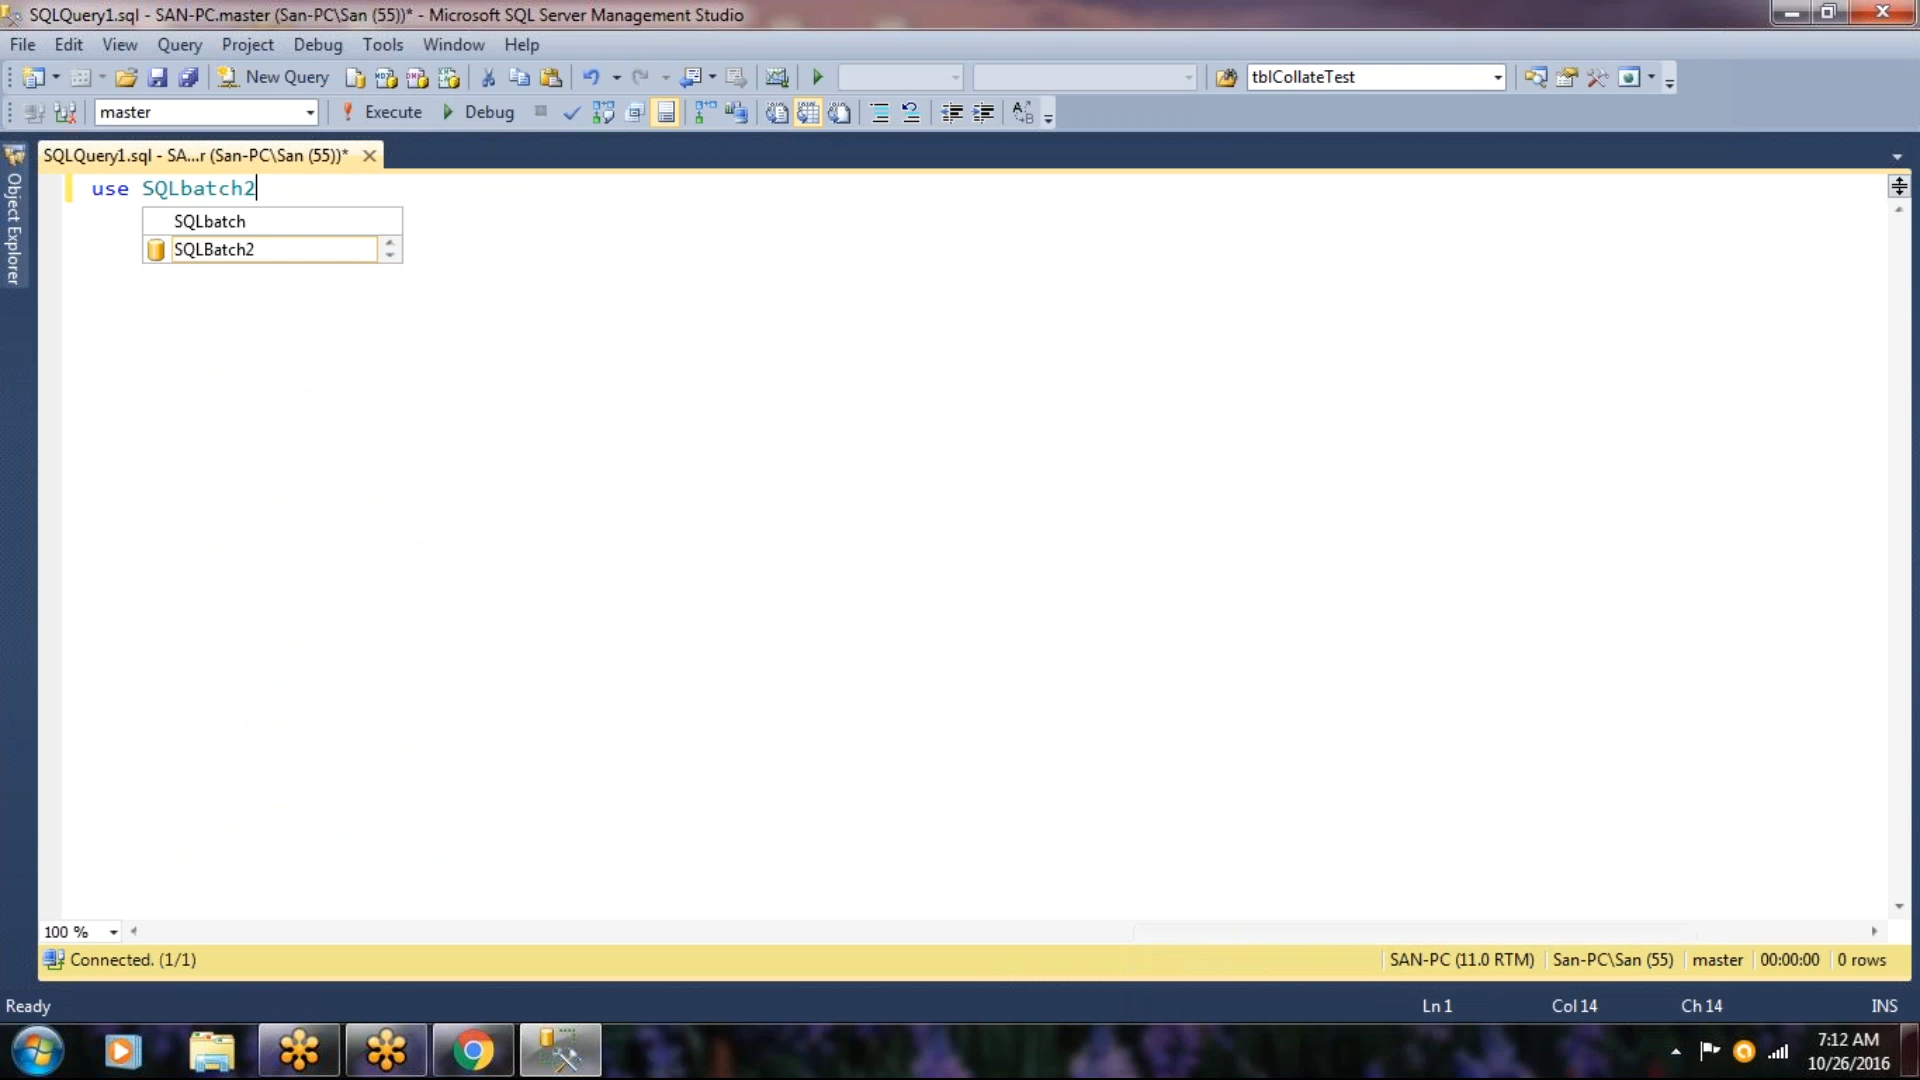 SQLQuery1.sql - SAN-PC.master (San-PC\San (55))* - Microsoft SQL Server Management Studio
File Edit View Query Project Debug Tools Window Help
New Query tblCollateTest
master Execute Debug
SQLQuery1.sql - SA...r (San-PC\San (55))*
Object Explorer
use SQLbatch2
SQLbatch
SQLBatch2
100 %
Connected. (1/1) SAN-PC (11.0 RTM) San-PC\San (55) master 00:00:00 0 rows
Ready Ln 1 Col 14 Ch 14 INS
7:12 AM
10/26/2016